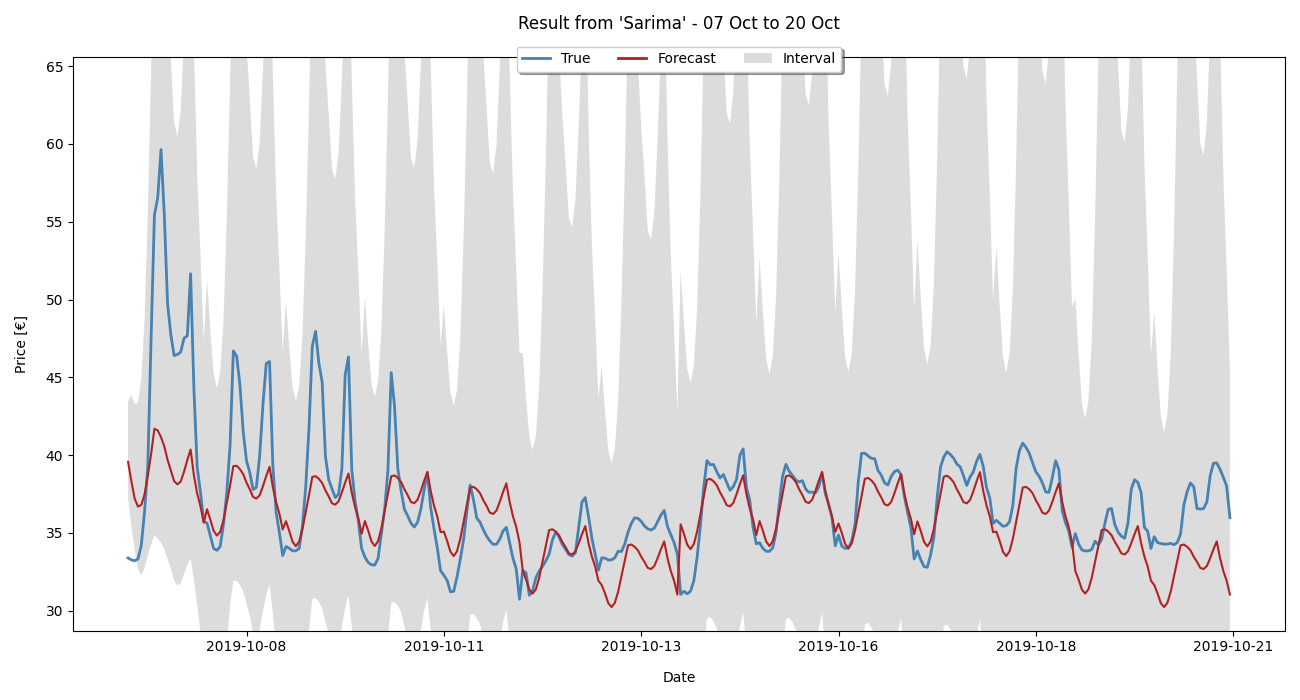 Result from 'Sarima' - 07 Oct to 20 Oct
True Forecast Interval
65
60
55
50
45
40
35
30
Price [€]
2019-10-08 2019-10-11 2019-10-13 2019-10-16 2019-10-18 2019-10-21
Date